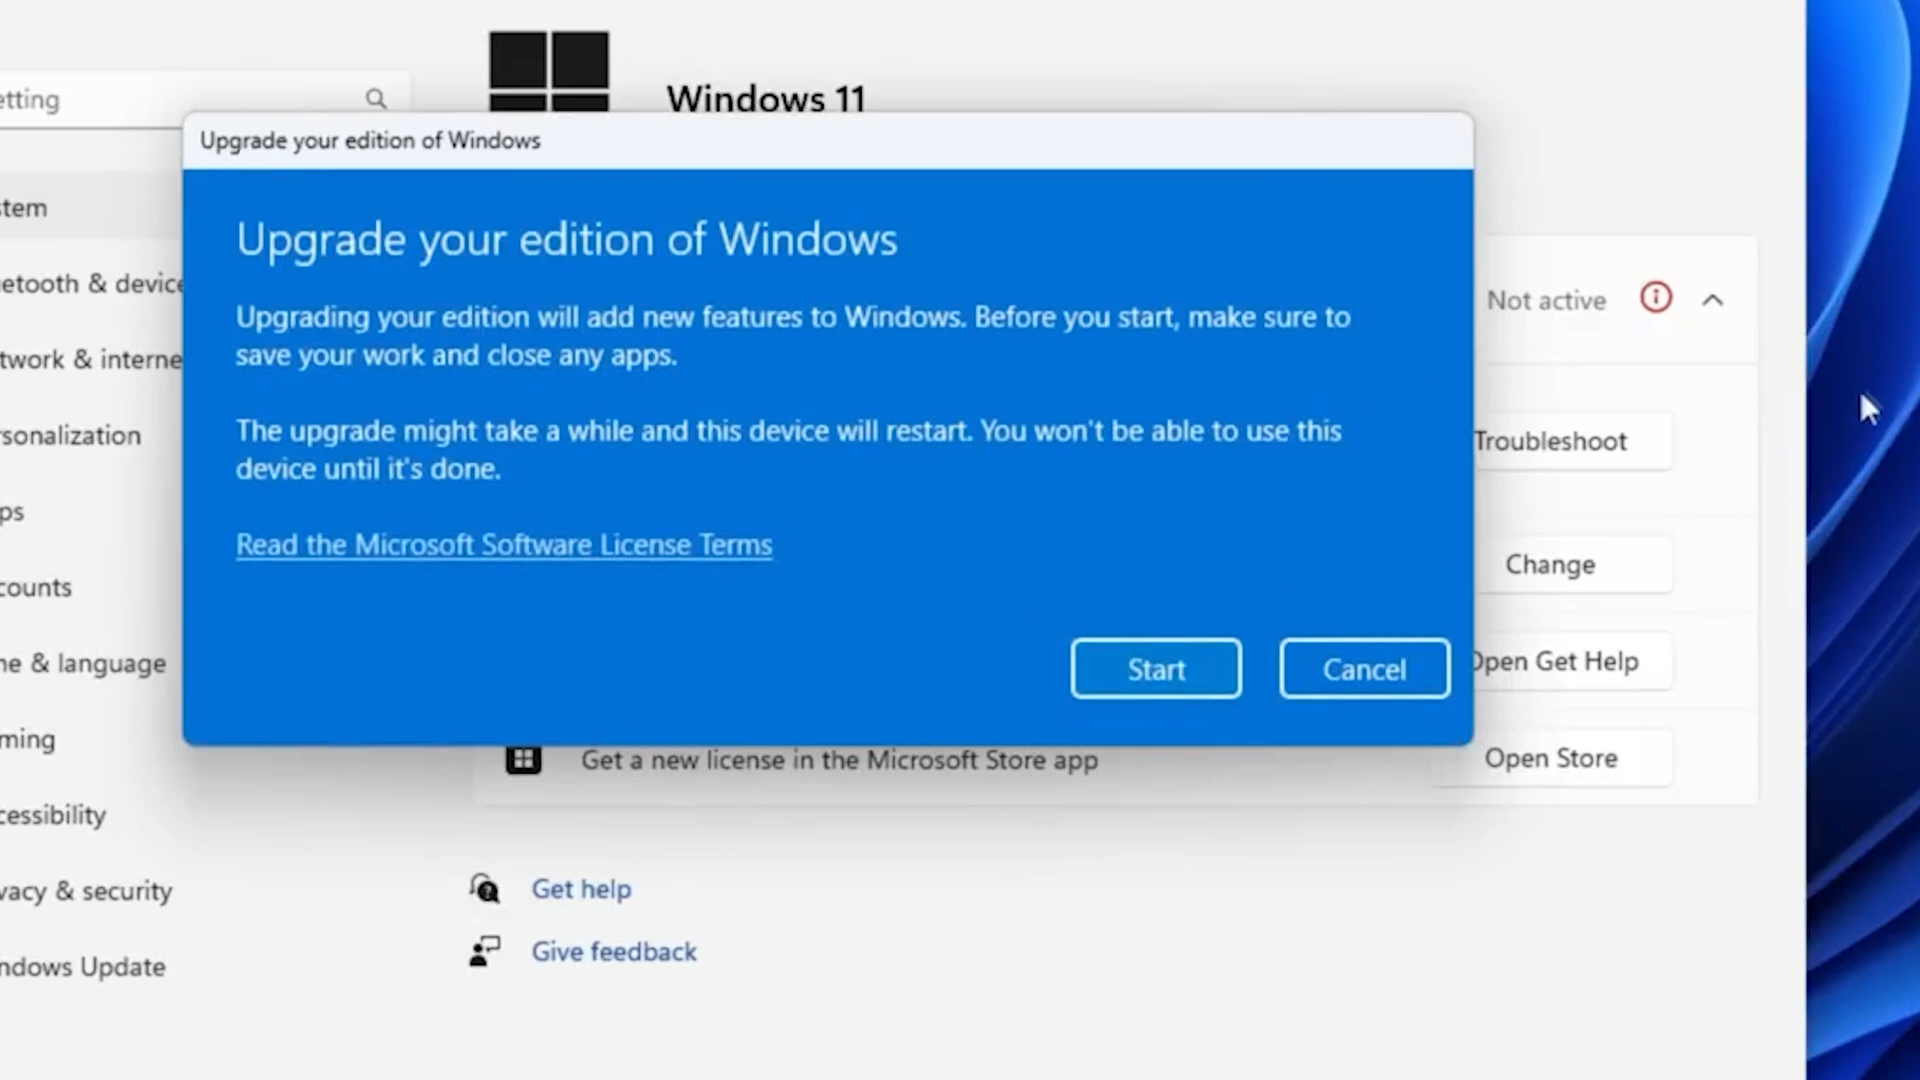 etting
Windows 11
Upgrade your edition of Windows
Upgrade your edition of Windows
Upgrading your edition will add new features to Windows. Before you start, make sure to
save your work and close any apps.
The upgrade might take a while and this device will restart. You won't be able to use this
device until it's done.
Read the Microsoft Software License Terms
Start
Cancel
stem
etooth & device
twork & interne
rsonalization
ps
counts
ne & language
ming
cessibility
vacy & security
ndows Update
Not active
Troubleshoot
Change
Open Get Help
Get a new license in the Microsoft Store app
Open Store
Get help
Give feedback